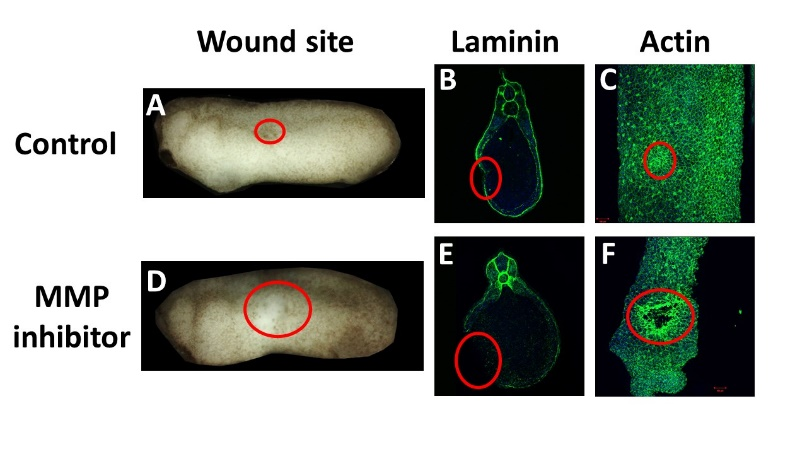 Wound site Laminin Actin
Control
A
B
C
MMP
inhibitor
D
E
F